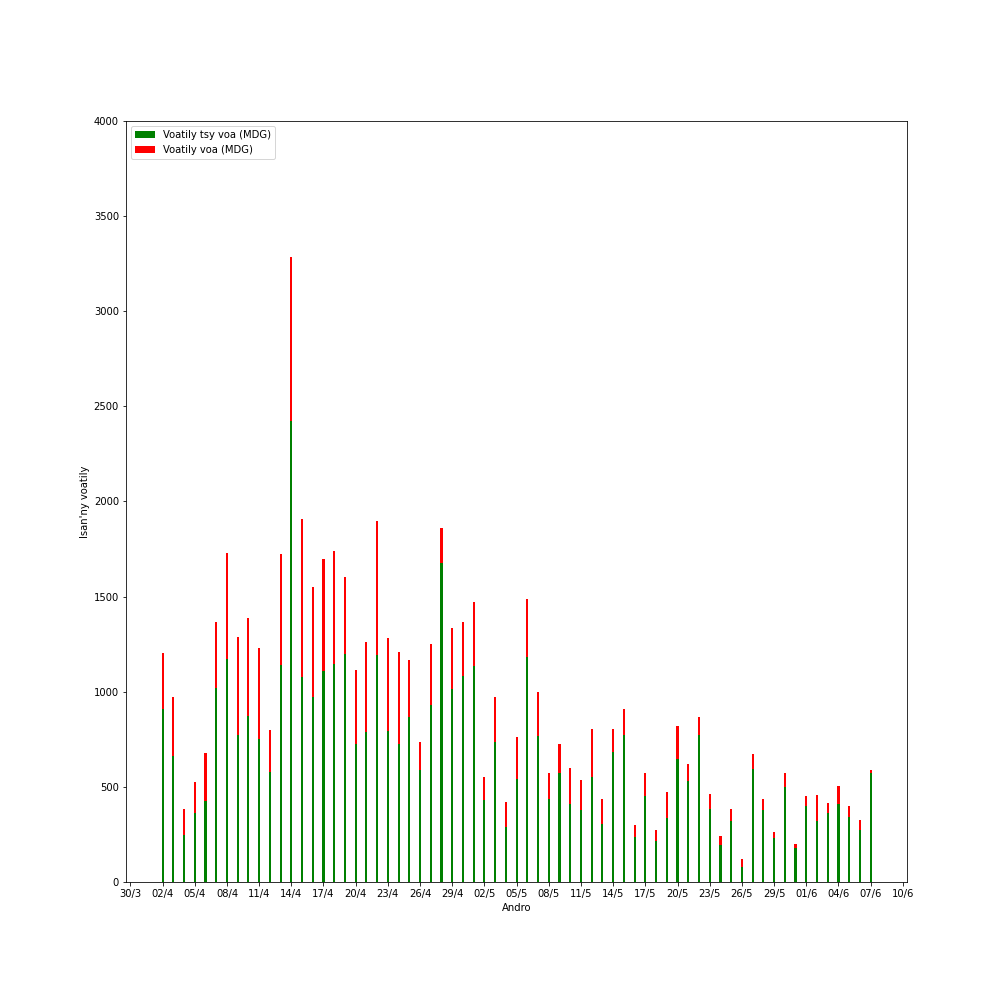 Voatily tsy voa (MDG)
Voatily voa (MDG)
4000
3500
3000
2500
2000
1500
1000
500
0
Isan'ny voatily
30/3 02/4 05/4 08/4 11/4 14/4 17/4 20/4 23/4 26/4 29/4 02/5 05/5 08/5 11/5 14/5 17/5 20/5 23/5 26/5 29/5 01/6 04/6 07/6 10/6
Andro